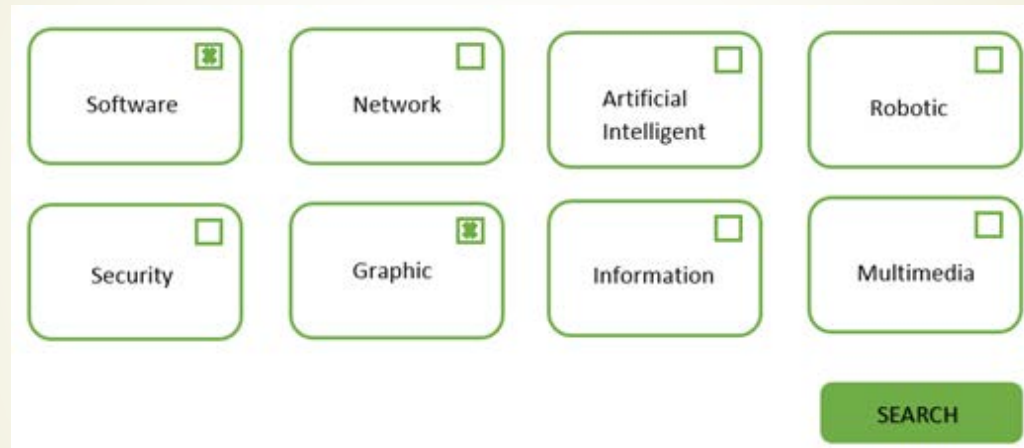 Software
Network
Artificial
Intelligent
Robotic
Security
Graphic
Information
Multimedia
SEARCH